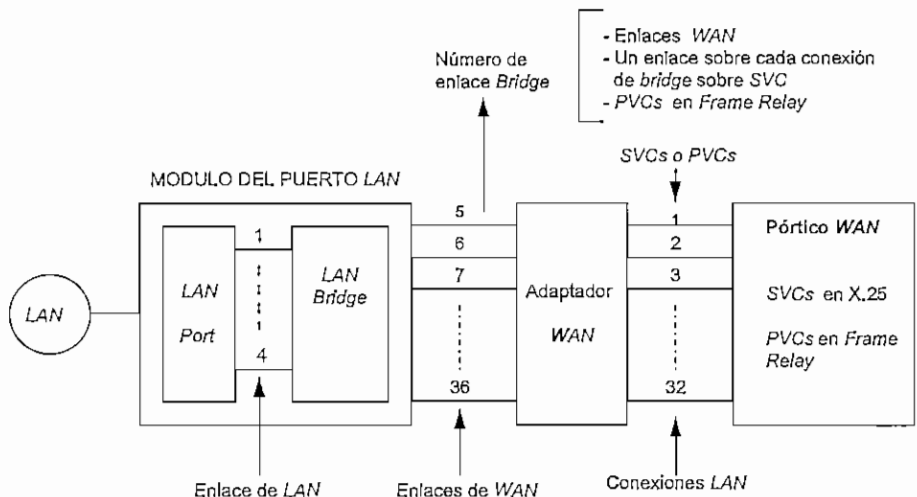 - Enlaces WAN
- Un enlace sobre cada conexión
de bridge sobre SVC
- PVCs en Frame Relay
Número de
enlace Bridge
SVCs o PVCs
MODULO DEL PUERTO LAN
LAN
LAN
Port
1
4
LAN
Bridge
5
6
7
36
Adaptador
WAN
1
2
3
32
Pórtico WAN
SVCs en X.25
PVCs en Frame
Relay
Enlace de LAN
Enlaces de WAN
Conexiones LAN